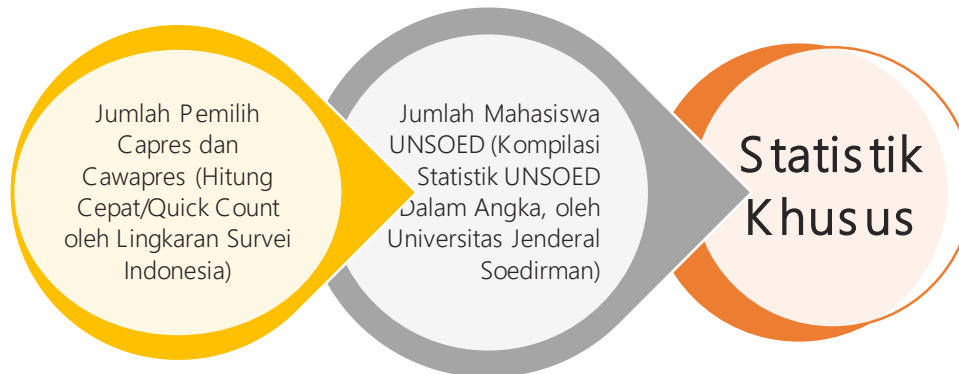 Jumlah Pemilih
Capres dan
Cawapres (Hitung
Cepat/Quick Count
oleh Lingkaran Survei
Indonesia)
Jumlah Mahasiswa
UNSOED (Kompilasi
Statistik UNSOED
Dalam Angka, oleh
Universitas Jenderal
Soedirman)
Statistik
Khusus